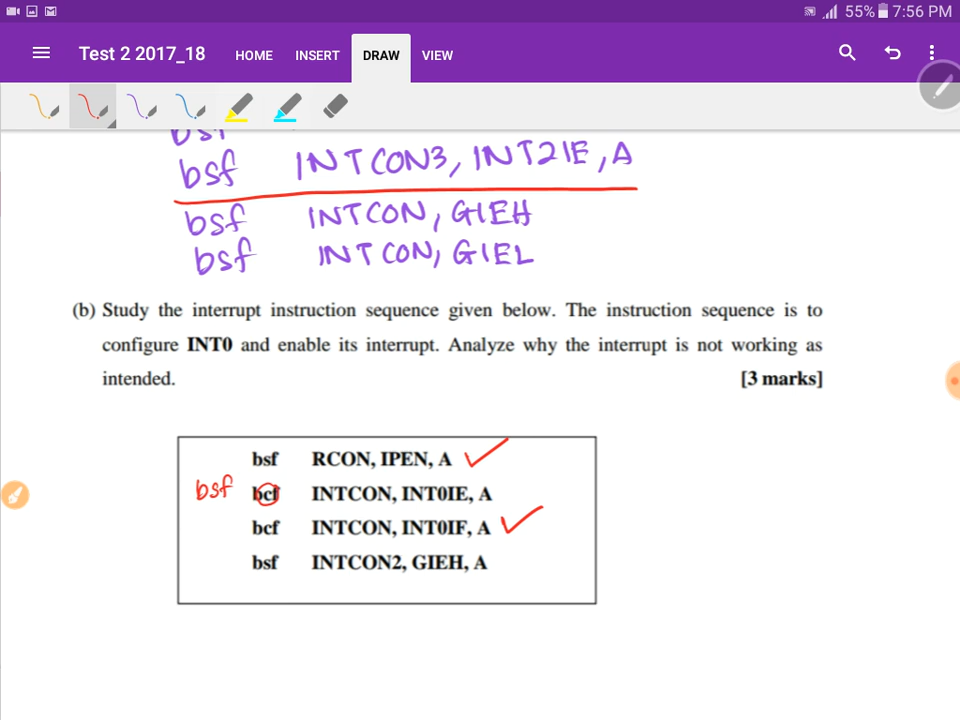 55% 7:56 PM
Test 2 2017_18 HOME INSERT DRAW VIEW
bsf
bsf INTCON3, INT2IE, A
bsf INTCON, GIEH
bsf INTCON, GIEL
(b) Study the interrupt instruction sequence given below. The instruction sequence is to
configure INT0 and enable its interrupt. Analyze why the interrupt is not working as
intended. [3 marks]
bsf RCON, IPEN, A
bsf bcf INTCON, INT0IE, A
bcf INTCON, INT0IF, A
bsf INTCON2, GIEH, A